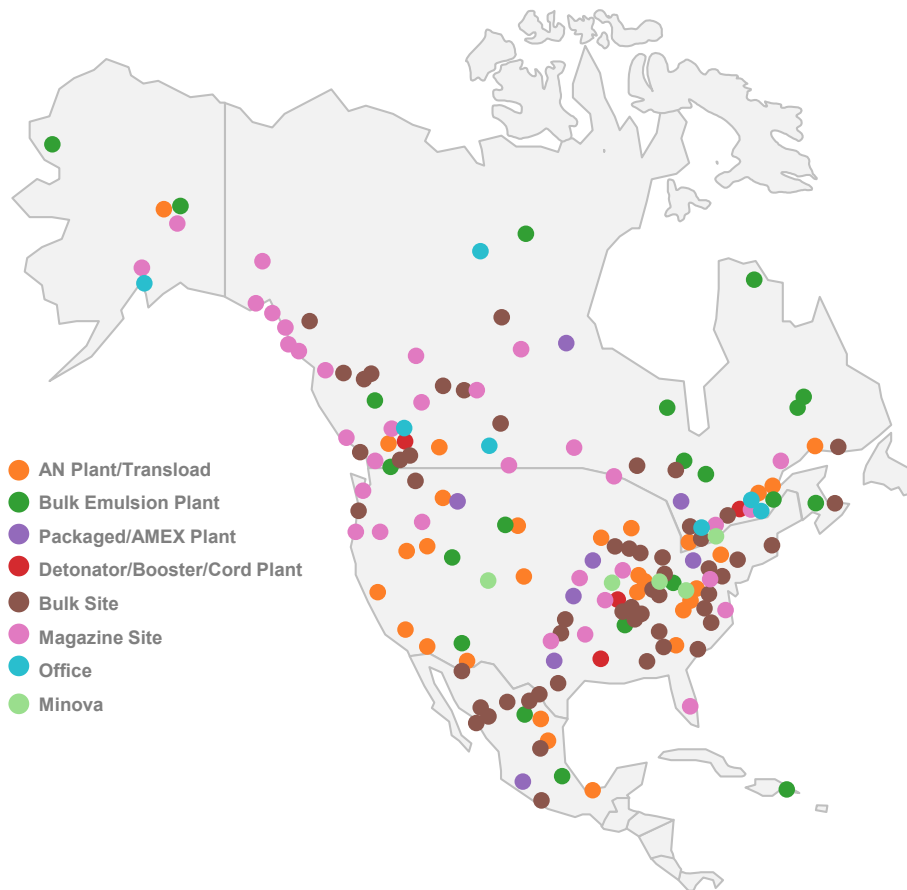 AN Plant/Transload
Bulk Emulsion Plant
Packaged/AMEX Plant
Detonator/Booster/Cord Plant
Bulk Site
Magazine Site
Office
Minova